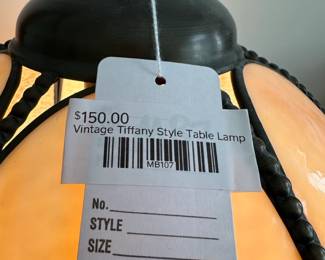 $150.00
Vintage Tiffany Style Table Lamp
MB107
No.
STYLE
SIZE